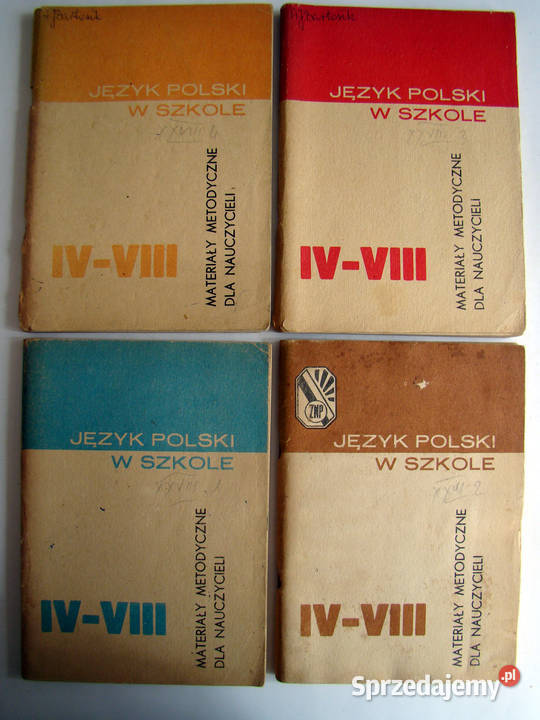 JĘZYK POLSKI
W SZKOLE
IV-VIII
MATERIAŁY METODYCZNE
DLA NAUCZYCIELI
JĘZYK POLSKI
W SZKOLE
IV-VIII
MATERIAŁY METODYCZNE
DLA NAUCZYCIELI
JĘZYK POLSKI
W SZKOLE
IV-VIII
MATERIAŁY METODYCZNE
DLA NAUCZYCIELI
ZNP
JĘZYK POLSKI
W SZKOLE
IV-VIII
MATERIAŁY METODYCZNE
DLA NAUCZYCIELI
Sprzedajemy.pl